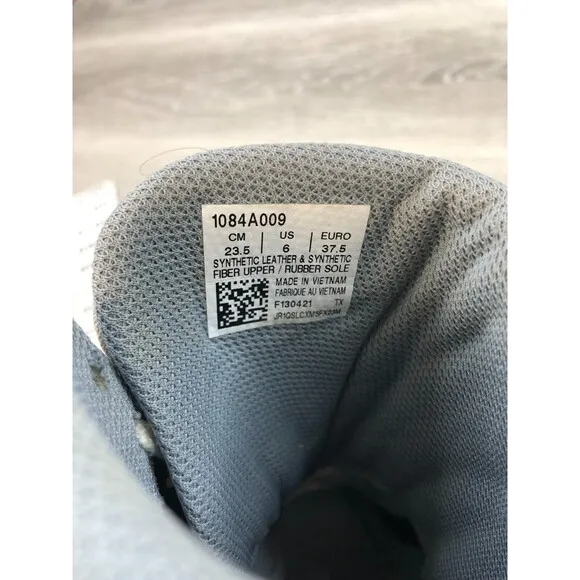 1084A009
CM US EURO
23.5 6 37.5
SYNTHETIC LEATHER & SYNTHETIC
FIBER UPPER / RUBBER SOLE
MADE IN VIETNAM
FABRIQUE AU VIETNAM
F130421 TX